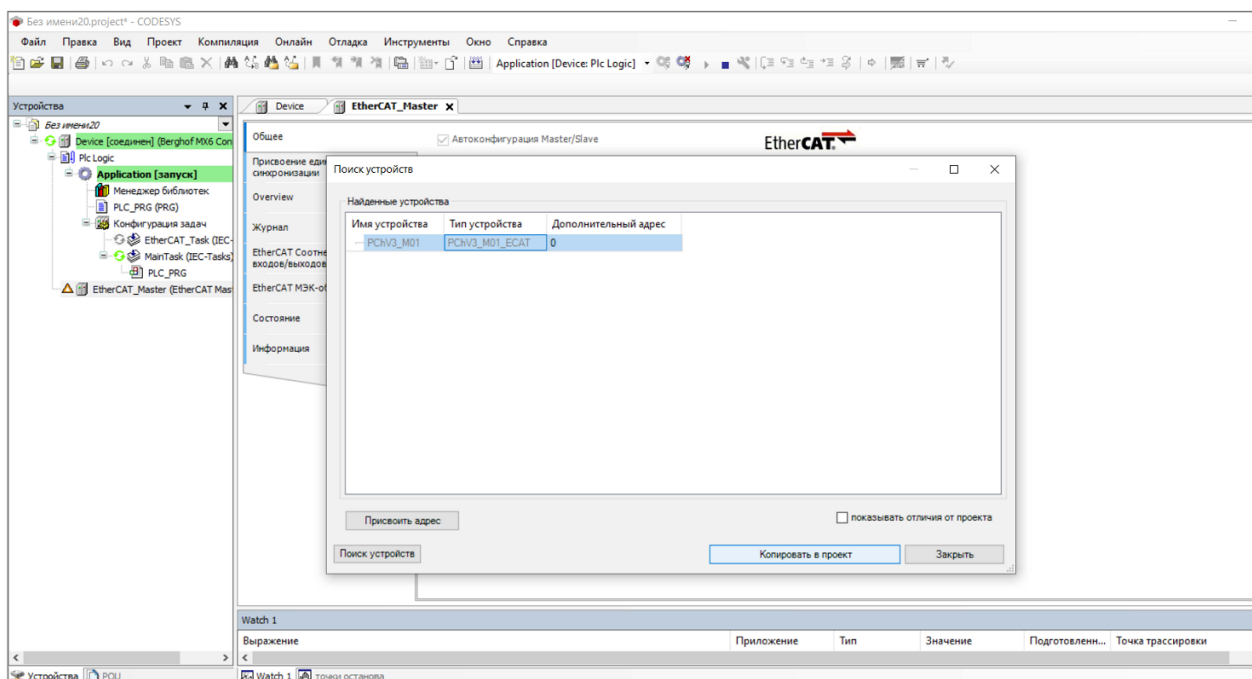 Без имени20.project* - CODESYS
Файл Правка Вид Проект Компиляция Онлайн Отладка Инструменты Окно Справка
Application [Device: Plc Logic]
Устройства
Без имени20
Device [соединен] (Berghof MX6 Con
Plc Logic
Application [запуск]
Менеджер библиотек
PLC_PRG (PRG)
Конфигурация задач
EtherCAT_Task (IEC-
MainTask (IEC-Tasks)
PLC_PRG
EtherCAT_Master (EtherCAT Mas
Device
EtherCAT_Master
Общее
Присвоение еди
синхронизации
Overview
Журнал
EtherCAT Соотне
входов/выходов
EtherCAT МЭК-об
Состояние
Информация
Автоконфигурация Master/Slave
EtherCAT
Поиск устройств
Найденные устройства
Имя устройства Тип устройства Дополнительный адрес
PChV3_M01 PChV3_M01_ECAT 0
Присвоить адрес
показывать отличия от проекта
Поиск устройств
Копировать в проект
Закрыть
Watch 1
Выражение Приложение Тип Значение Подготовленн... Точка трассировки
Устройства POU
Watch 1 точки останова